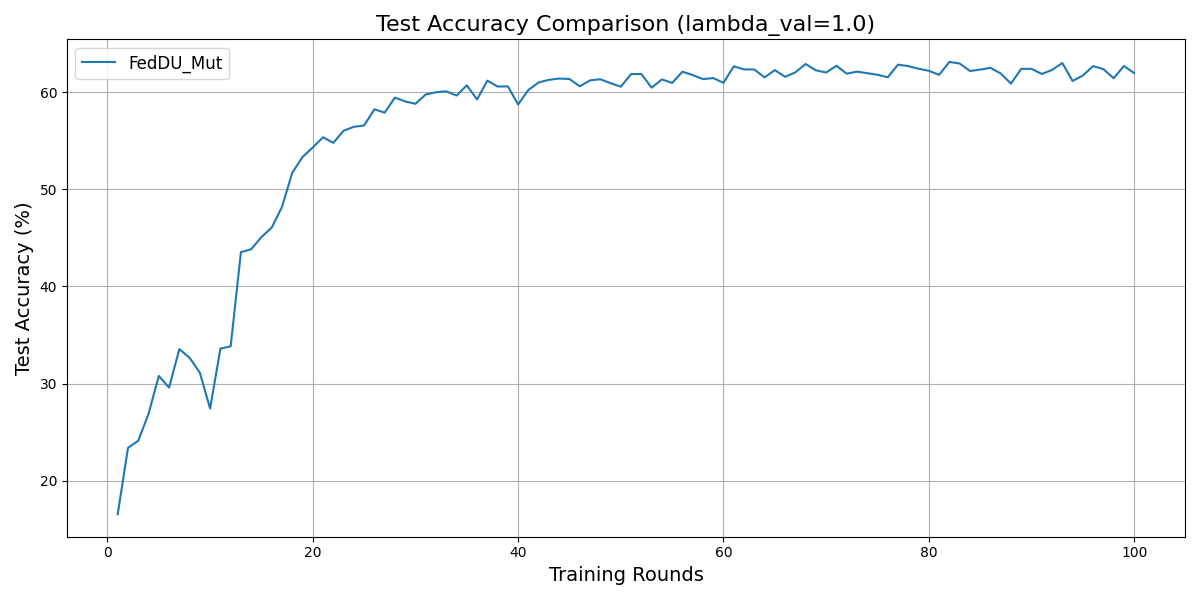 Test Accuracy Comparison (lambda_val=1.0)
FedDU_Mut
Test Accuracy (%)
60
50
40
30
20
0 20 40 60 80 100
Training Rounds